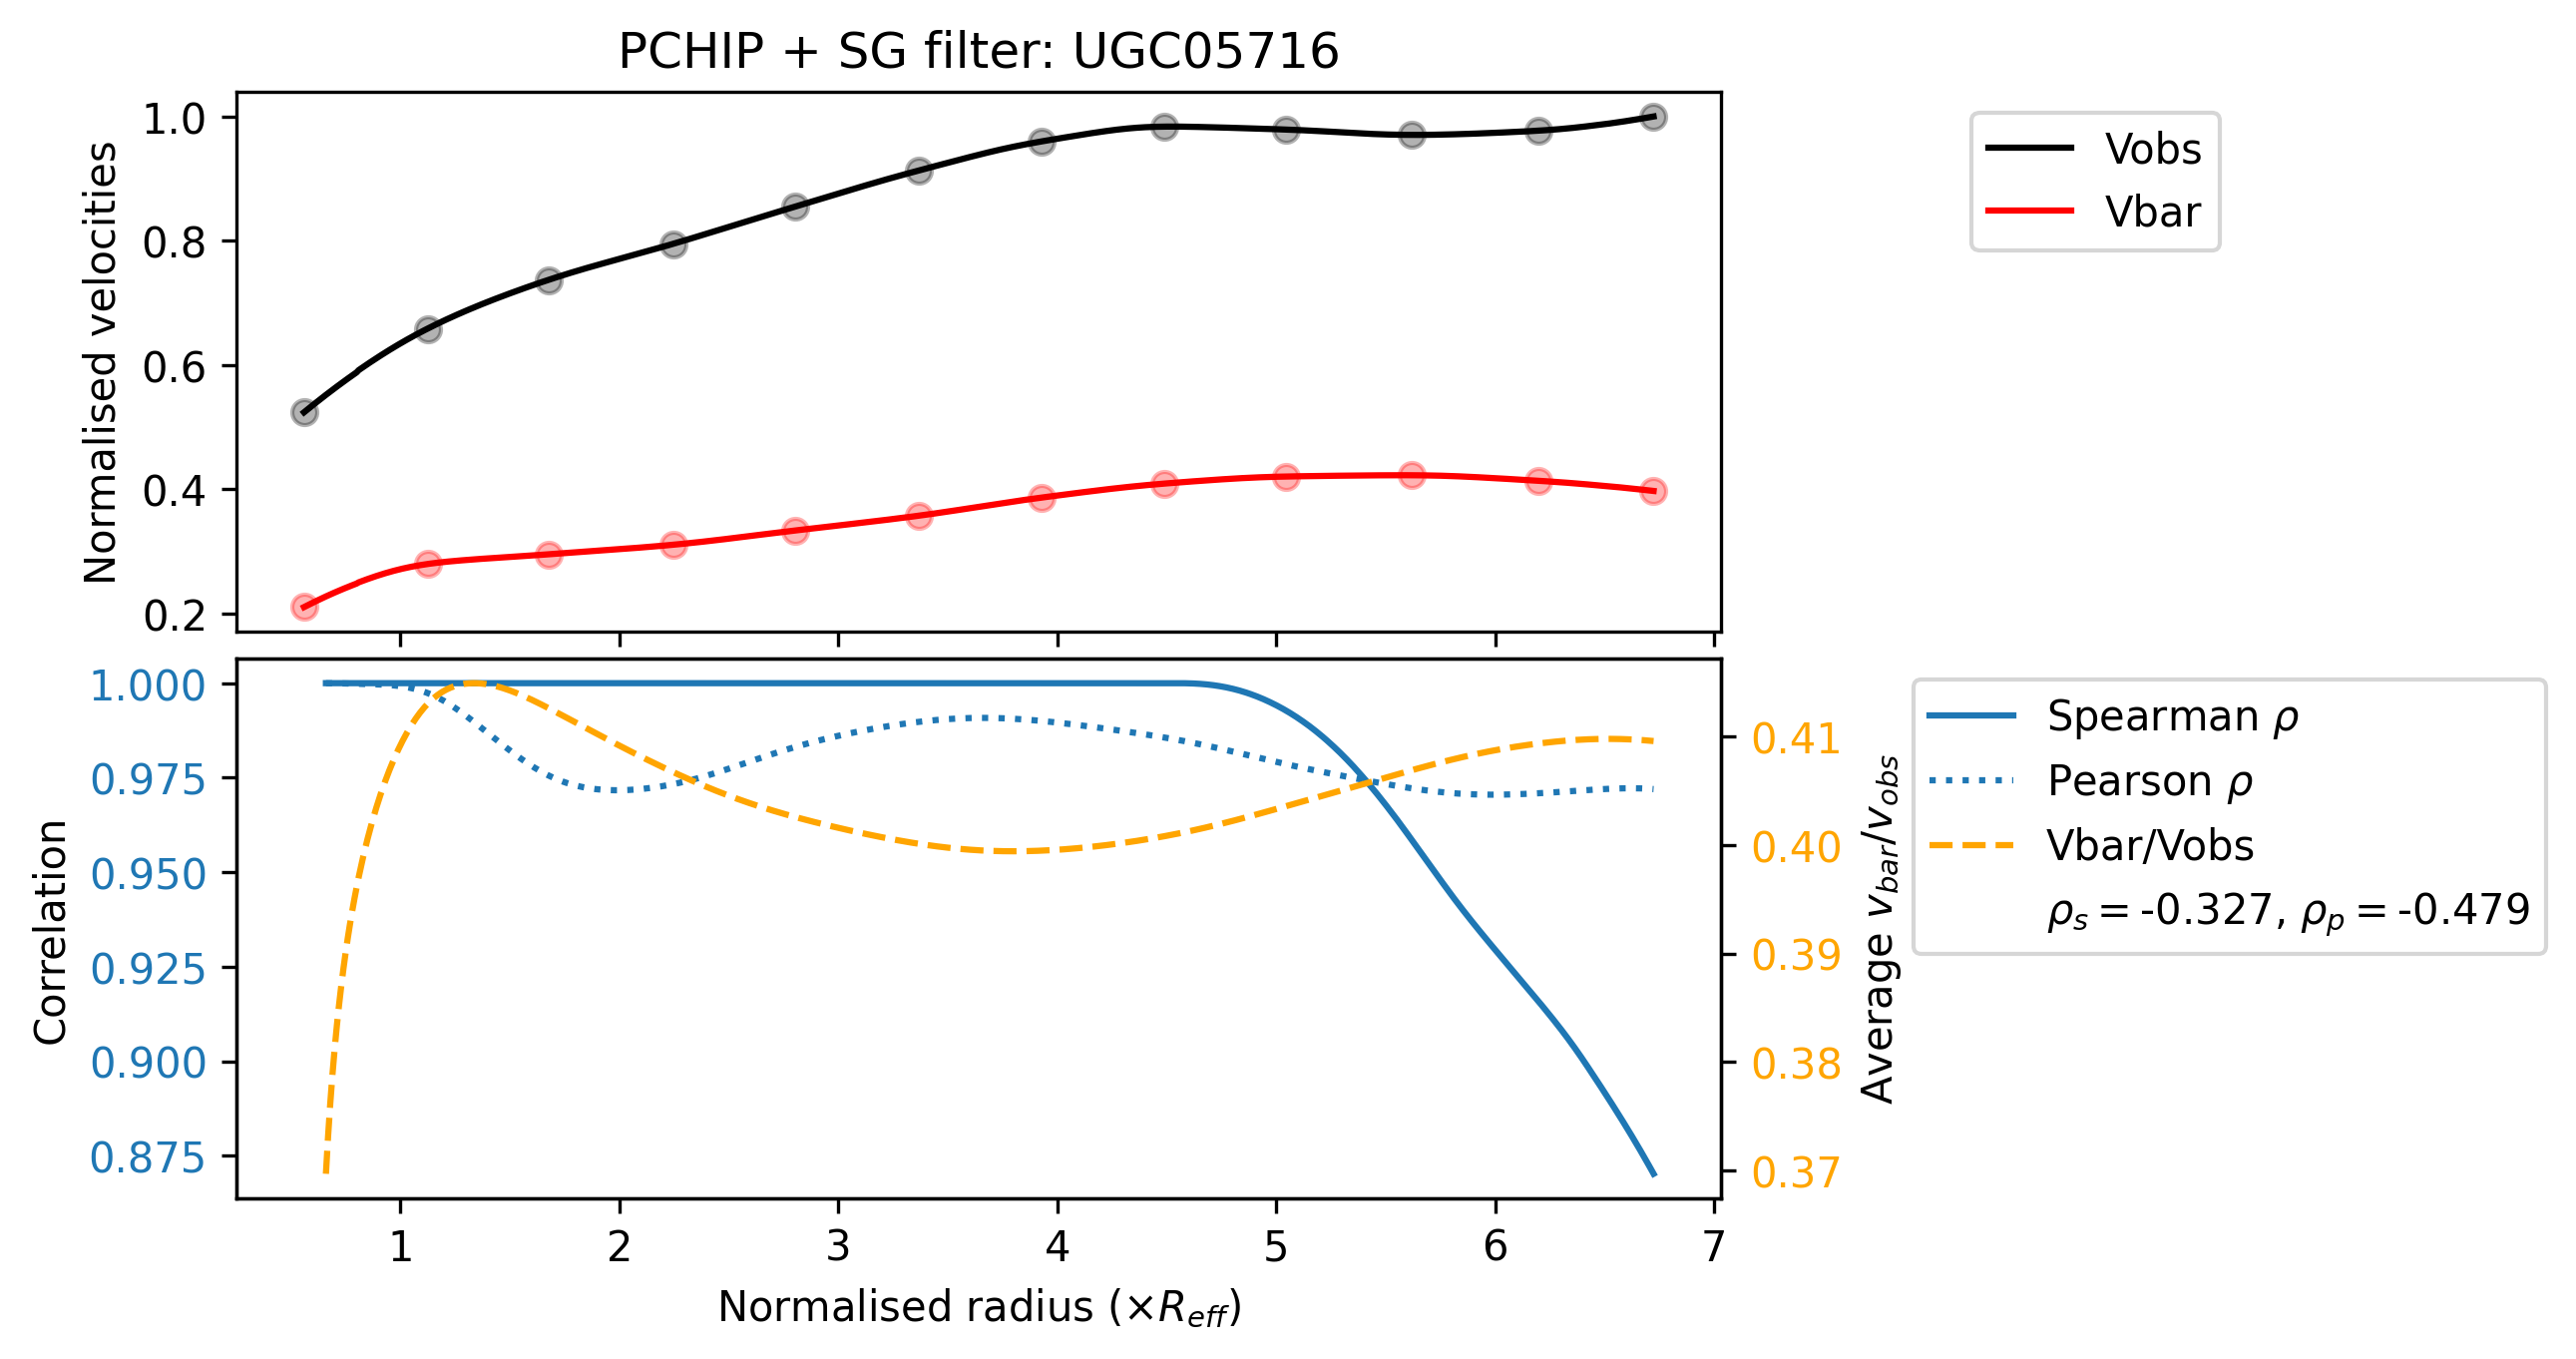 PCHIP + SG filter: UGC05716
Normalised velocities
1.0
0.8
0.6
0.4
0.2
Vobs
Vbar
Correlation
1.000
0.975
0.950
0.925
0.900
0.875
0.41
0.40
0.39
0.38
0.37
Average v_bar/v_obs
Spearman ρ
Pearson ρ
Vbar/Vobs
ρ_s = -0.327, ρ_p = -0.479
1 2 3 4 5 6 7
Normalised radius (×R_eff)